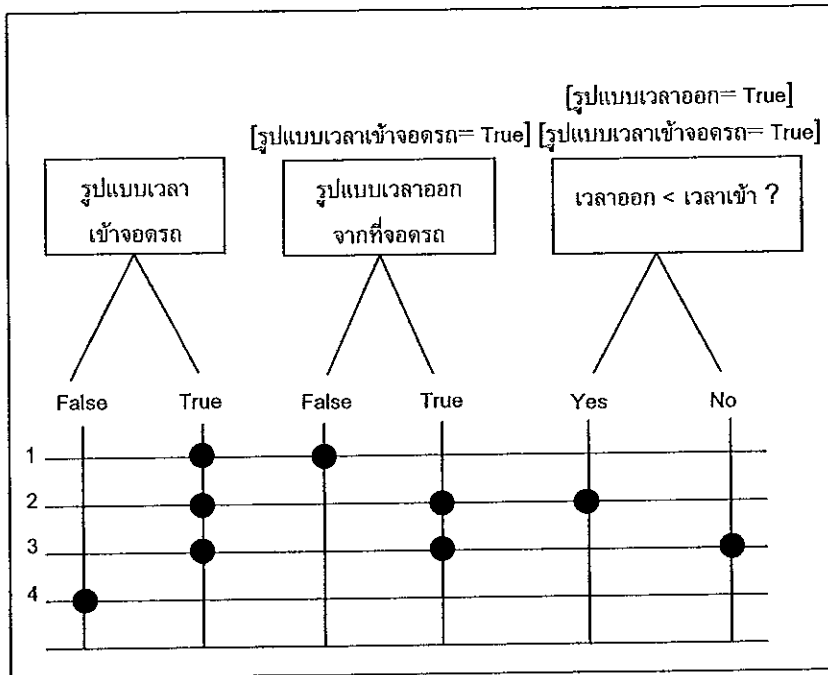 [รูปแบบเวลาออก= True]
[รูปแบบเวลาเข้าจอดรถ= True] [รูปแบบเวลาเข้าจอดรถ= True]
รูปแบบเวลา
เข้าจอดรถ
รูปแบบเวลาออก
จากที่จอดรถ
เวลาออก < เวลาเข้า ?
False True False True Yes No
1
2
3
4